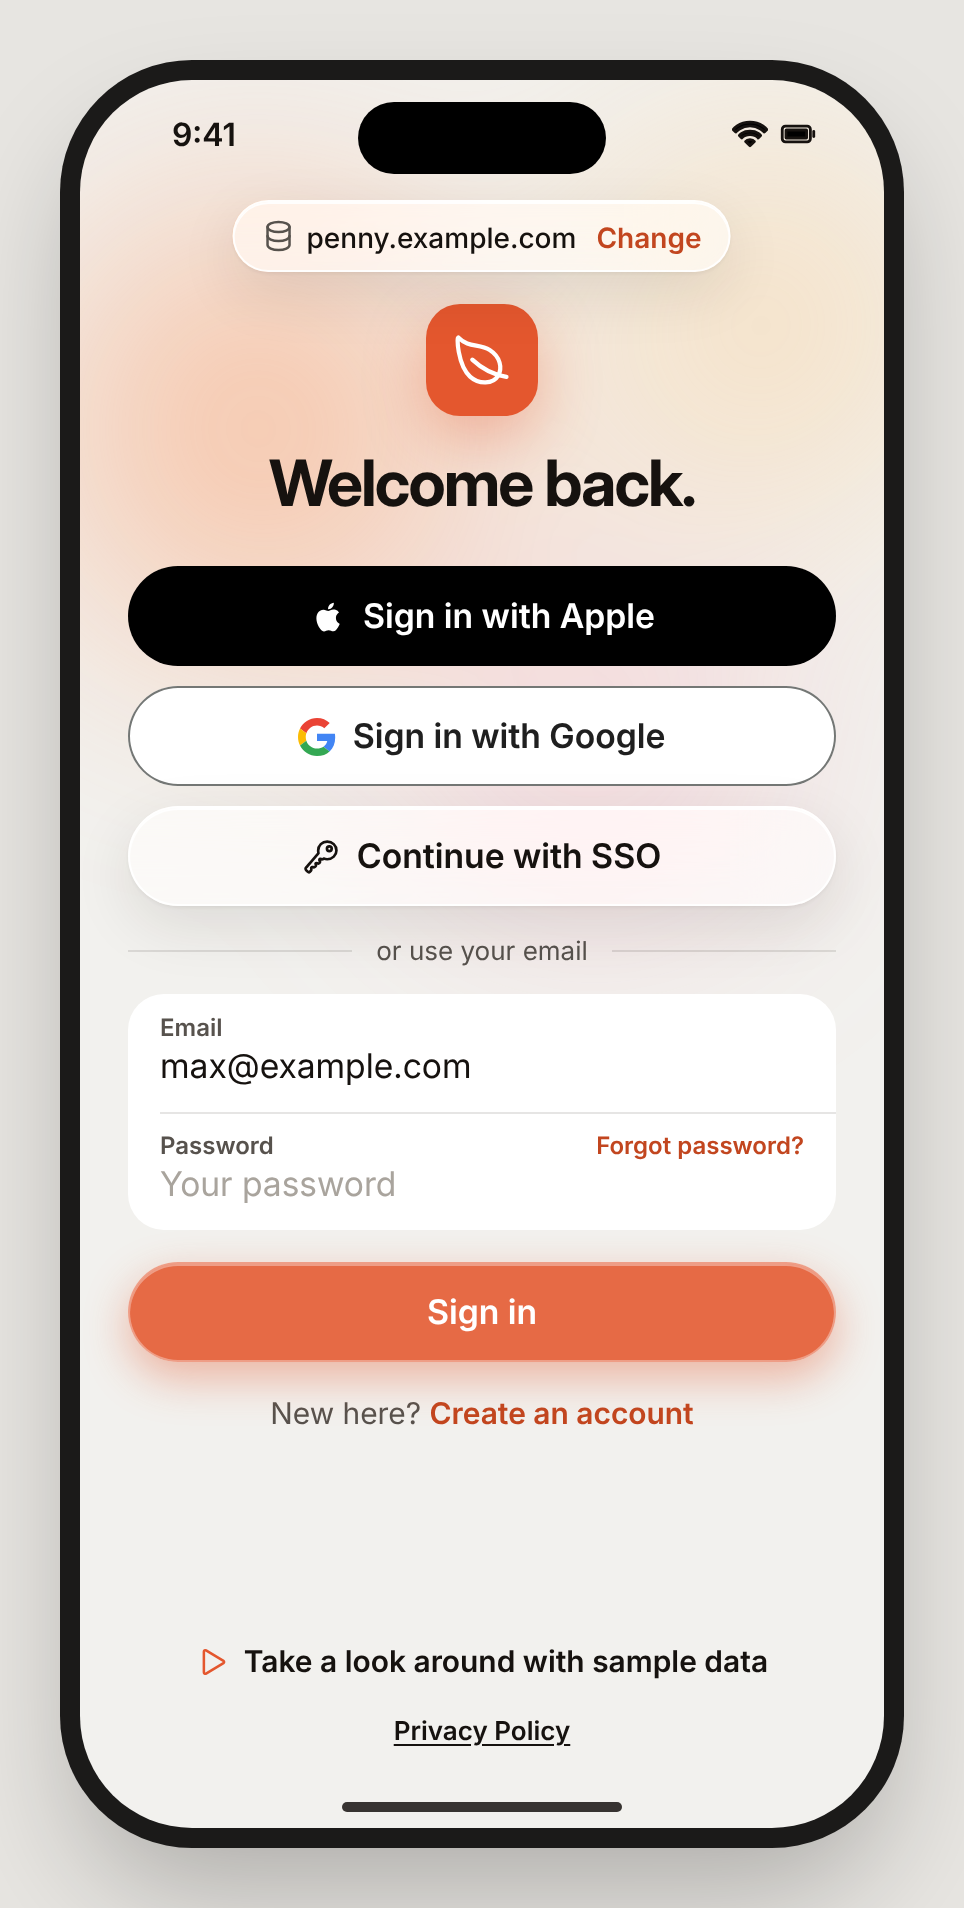 9:41
penny.example.com Change
Welcome back.
Sign in with Apple
Sign in with Google
Continue with SSO
or use your email
Email
max@example.com
Password Forgot password?
Your password
Sign in
New here? Create an account
Take a look around with sample data
Privacy Policy